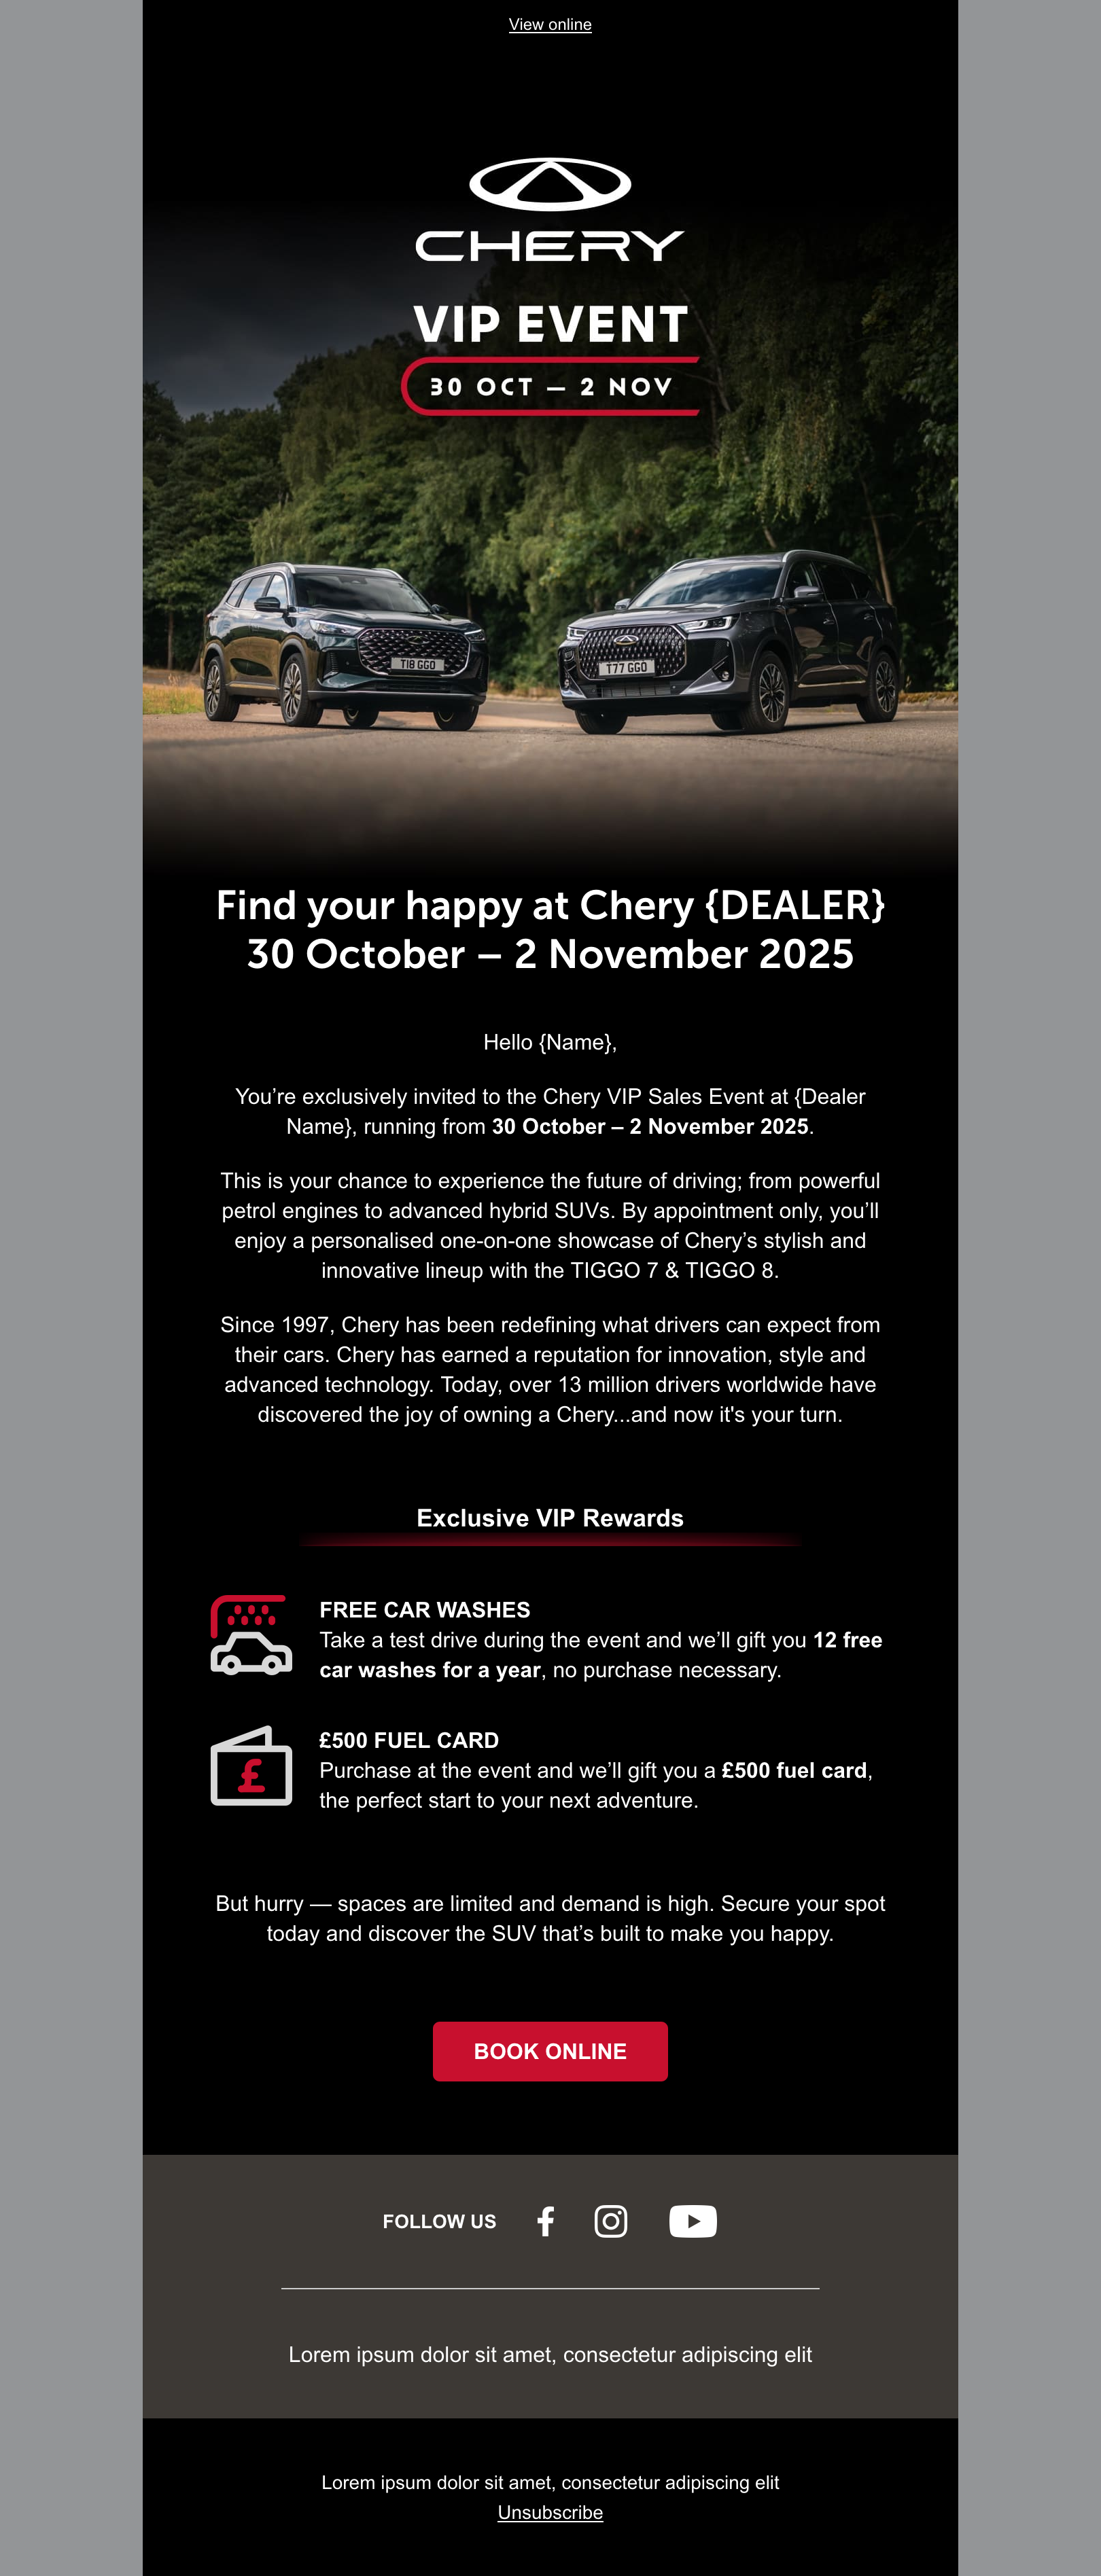 View online
CHERY
VIP EVENT
30 OCT — 2 NOV
T18 GGO
T77 GGO
Find your happy at Chery {DEALER}
30 October – 2 November 2025
Hello {Name},
You’re exclusively invited to the Chery VIP Sales Event at {Dealer
Name}, running from 30 October – 2 November 2025.
This is your chance to experience the future of driving; from powerful
petrol engines to advanced hybrid SUVs. By appointment only, you’ll
enjoy a personalised one-on-one showcase of Chery’s stylish and
innovative lineup with the TIGGO 7 & TIGGO 8.
Since 1997, Chery has been redefining what drivers can expect from
their cars. Chery has earned a reputation for innovation, style and
advanced technology. Today, over 13 million drivers worldwide have
discovered the joy of owning a Chery...and now it's your turn.
Exclusive VIP Rewards
FREE CAR WASHES
Take a test drive during the event and we’ll gift you 12 free
car washes for a year, no purchase necessary.
£
£500 FUEL CARD
Purchase at the event and we’ll gift you a £500 fuel card,
the perfect start to your next adventure.
But hurry — spaces are limited and demand is high. Secure your spot
today and discover the SUV that’s built to make you happy.
BOOK ONLINE
FOLLOW US
Lorem ipsum dolor sit amet, consectetur adipiscing elit
Lorem ipsum dolor sit amet, consectetur adipiscing elit
Unsubscribe